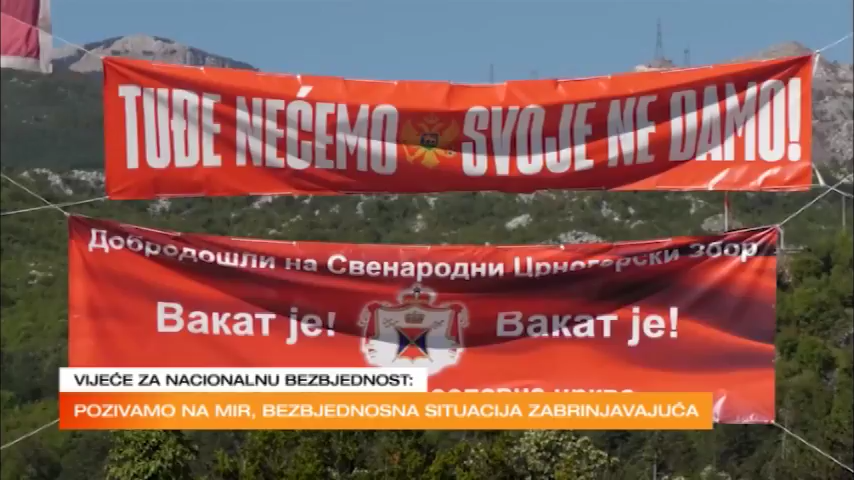 TUĐE NEĆEMO SVOJE NE DAMO!
Добродошли на Свенародни Црногорски збор
Вакат је! Вакат је!
VIJEĆE ZA NACIONALNU BEZBJEDNOST:
POZIVAMO NA MIR, BEZBJEDNOSNA SITUACIJA ZABRINJAVAJUĆA